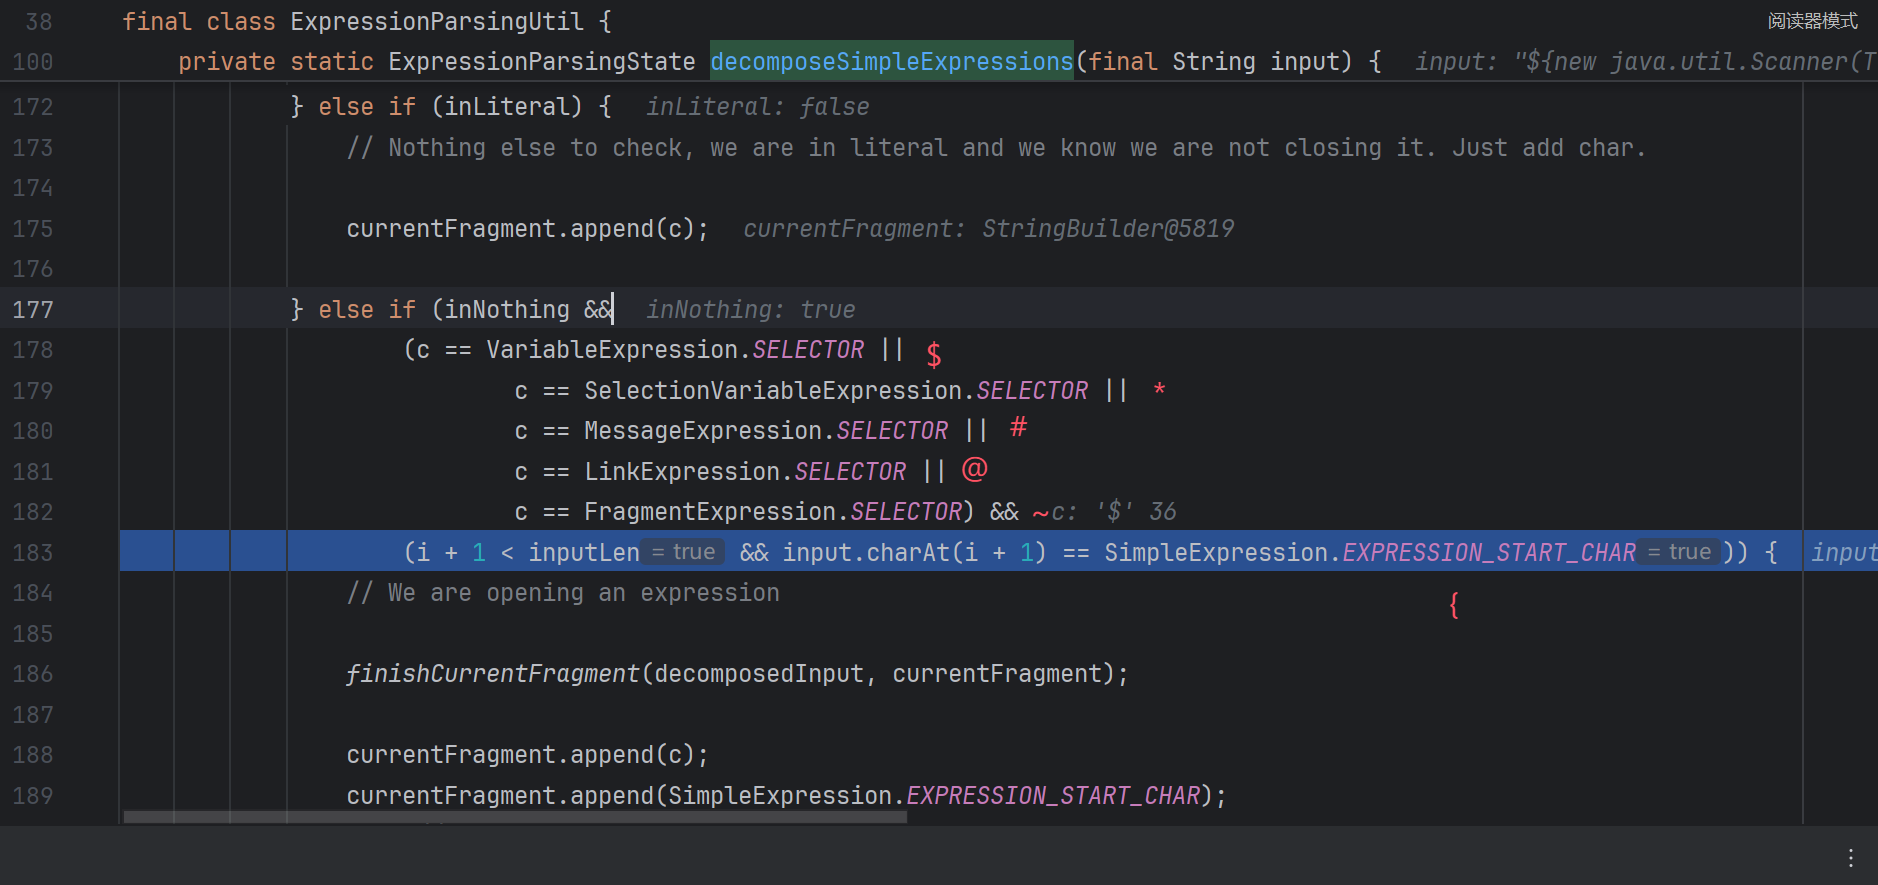 38 final class ExpressionParsingUtil { 阅读器模式
100 private static ExpressionParsingState decomposeSimpleExpressions(final String input) { input: "${new java.util.Scanner(T
172 } else if (inLiteral) { inLiteral: false
173 // Nothing else to check, we are in literal and we know we are not closing it. Just add char.
174
175 currentFragment.append(c); currentFragment: StringBuilder@5819
176
177 } else if (inNothing && inNothing: true
178 (c == VariableExpression.SELECTOR || $
179 c == SelectionVariableExpression.SELECTOR || *
180 c == MessageExpression.SELECTOR || #
181 c == LinkExpression.SELECTOR || @
182 c == FragmentExpression.SELECTOR) && ~ c: '$' 36
183 (i + 1 < inputLen = true && input.charAt(i + 1) == SimpleExpression.EXPRESSION_START_CHAR = true )) { input
184 // We are opening an expression
{
185
186 finishCurrentFragment(decomposedInput, currentFragment);
187
188 currentFragment.append(c);
189 currentFragment.append(SimpleExpression.EXPRESSION_START_CHAR);